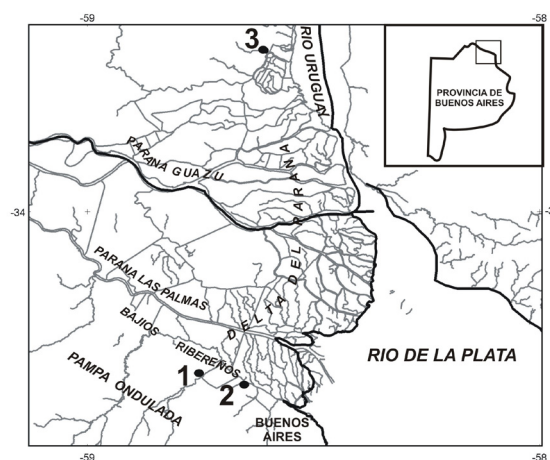 -59
-58
3
RIO URUGUAY
PROVINCIA DE
BUENOS AIRES
PARANA GUAZU
-34
-3
DELTA DEL PARANA
PARANA LAS PALMAS
BAJIOS RIBEREÑOS
RIO DE LA PLATA
PAMPA ONDULADA
1
2
BUENOS
AIRES
-59
-58